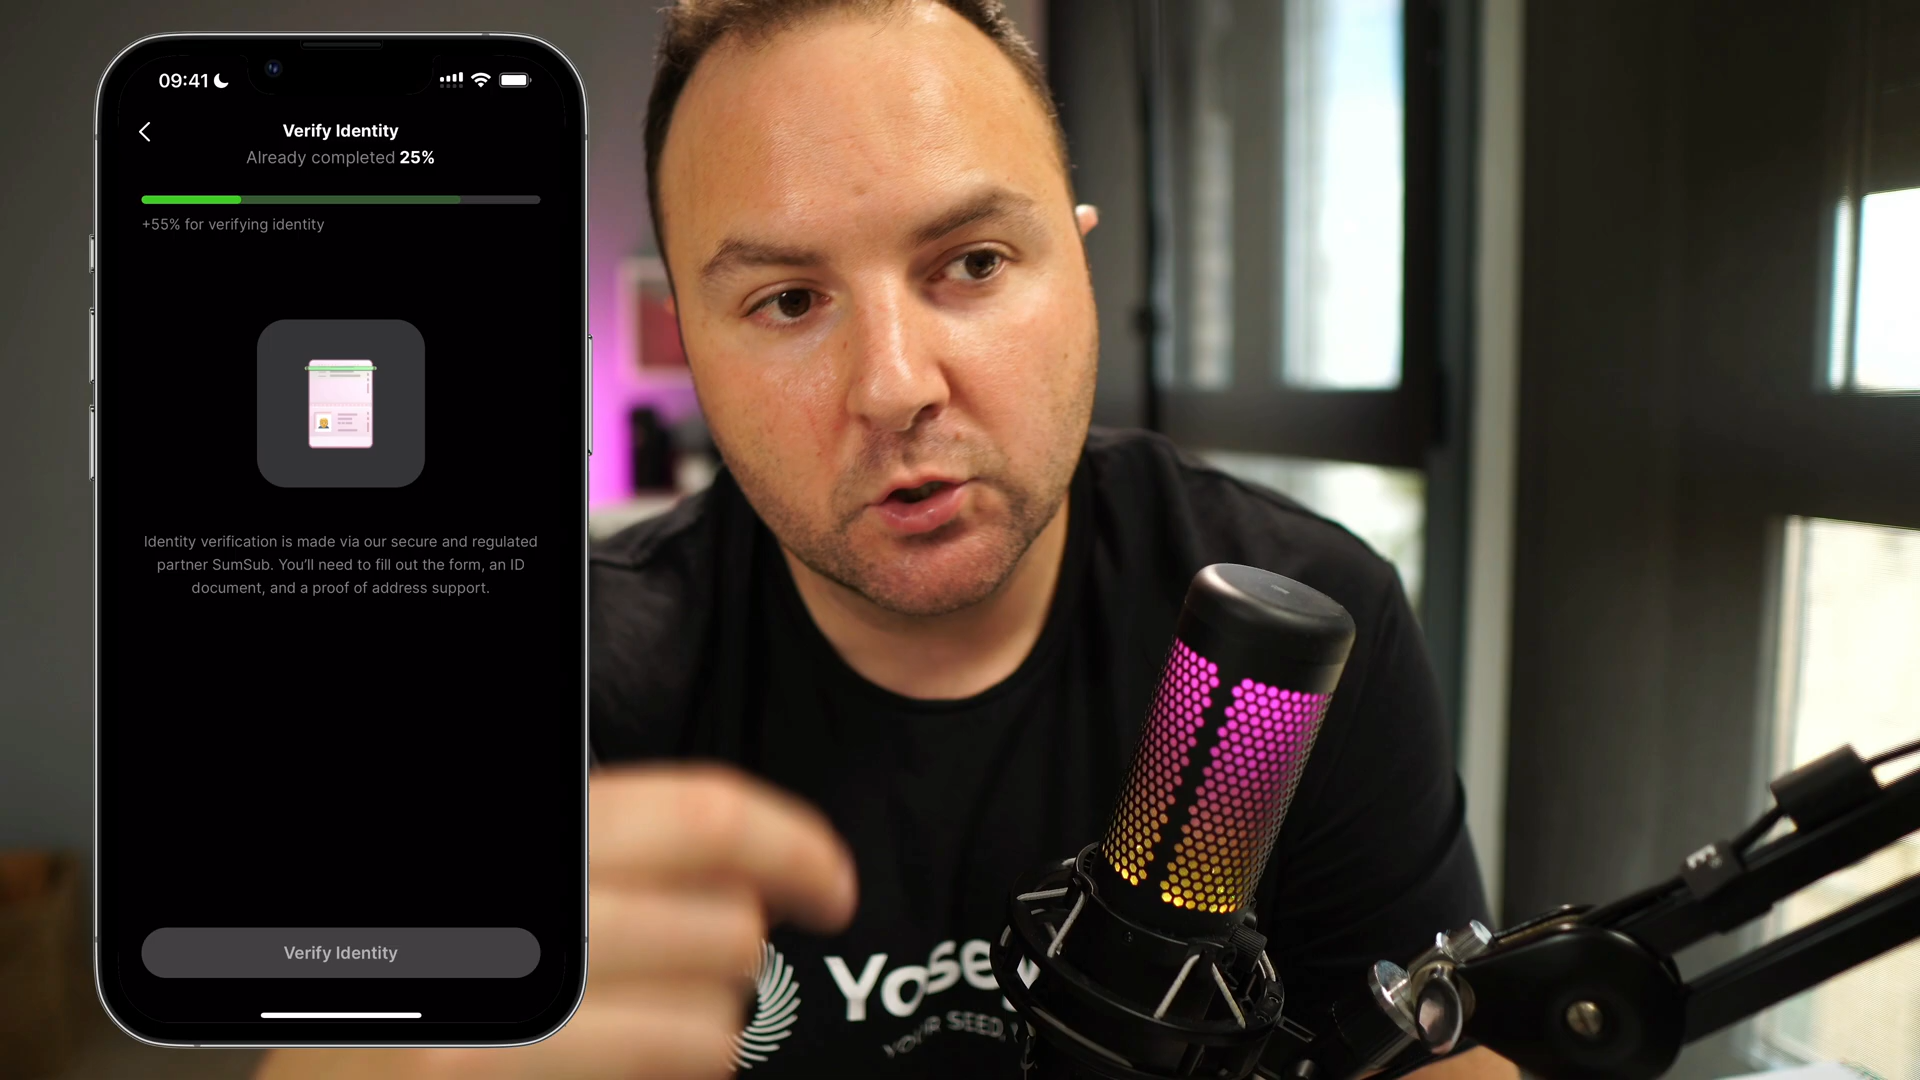 09:41
Verify Identity
Already completed 25%
+55% for verifying identity
Identity verification is made via our secure and regulated
partner SumSub. You'll need to fill out the form, an ID
document, and a proof of address support.
Verify Identity
SEED,